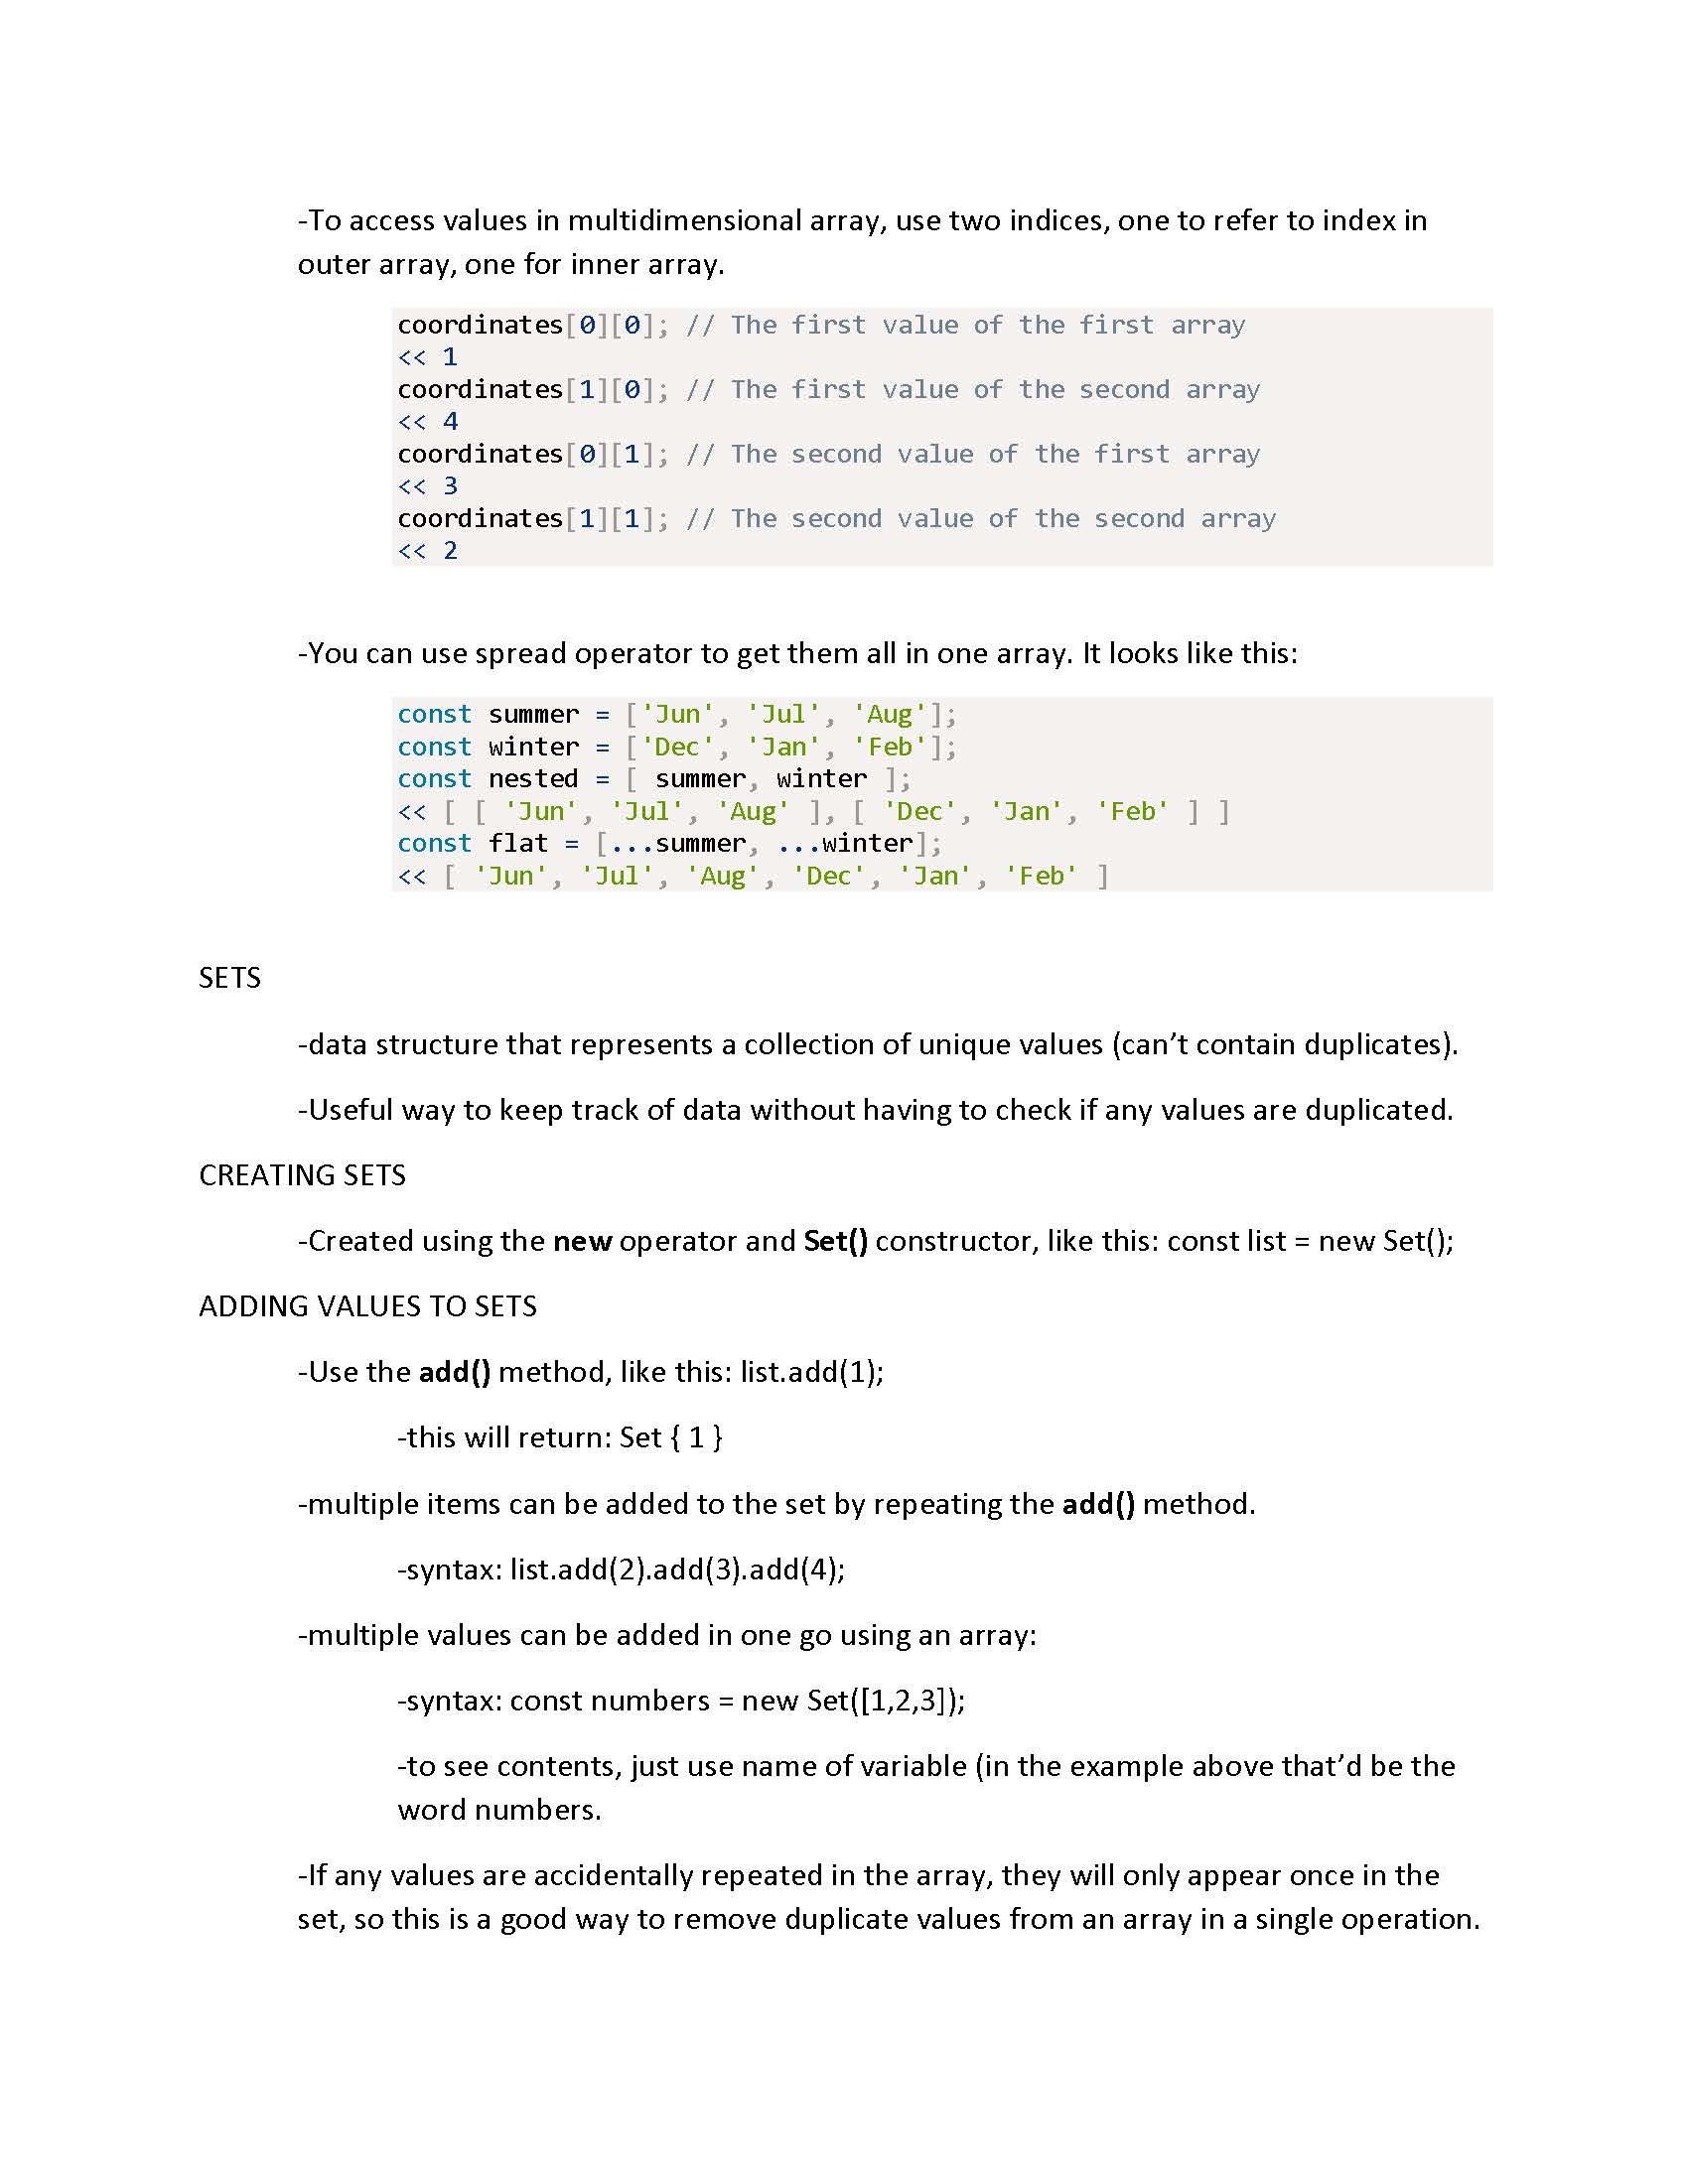 -To access values in multidimensional array, use two indices, one to refer to index in
outer array, one for inner array.
coordinates[0][0]; // The first value of the first array
<< 1
coordinates[1][0]; // The first value of the second array
<< 4
coordinates[0][1]; // The second value of the first array
<< 3
coordinates[1][1]; // The second value of the second array
<< 2
-You can use spread operator to get them all in one array. It looks like this:
const summer = ['Jun', 'Jul', 'Aug'];
const winter = ['Dec', 'Jan', 'Feb'];
const nested = [ summer, winter ];
<< [ [ 'Jun', 'Jul', 'Aug' ], [ 'Dec', 'Jan', 'Feb' ] ]
const flat = [...summer, ...winter];
<< [ 'Jun', 'Jul', 'Aug', 'Dec', 'Jan', 'Feb' ]
SETS
-data structure that represents a collection of unique values (can’t contain duplicates).
-Useful way to keep track of data without having to check if any values are duplicated.
CREATING SETS
-Created using the new operator and Set() constructor, like this: const list = new Set();
ADDING VALUES TO SETS
-Use the add() method, like this: list.add(1);
-this will return: Set { 1 }
-multiple items can be added to the set by repeating the add() method.
-syntax: list.add(2).add(3).add(4);
-multiple values can be added in one go using an array:
-syntax: const numbers = new Set([1,2,3]);
-to see contents, just use name of variable (in the example above that’d be the
word numbers.
-If any values are accidentally repeated in the array, they will only appear once in the
set, so this is a good way to remove duplicate values from an array in a single operation.